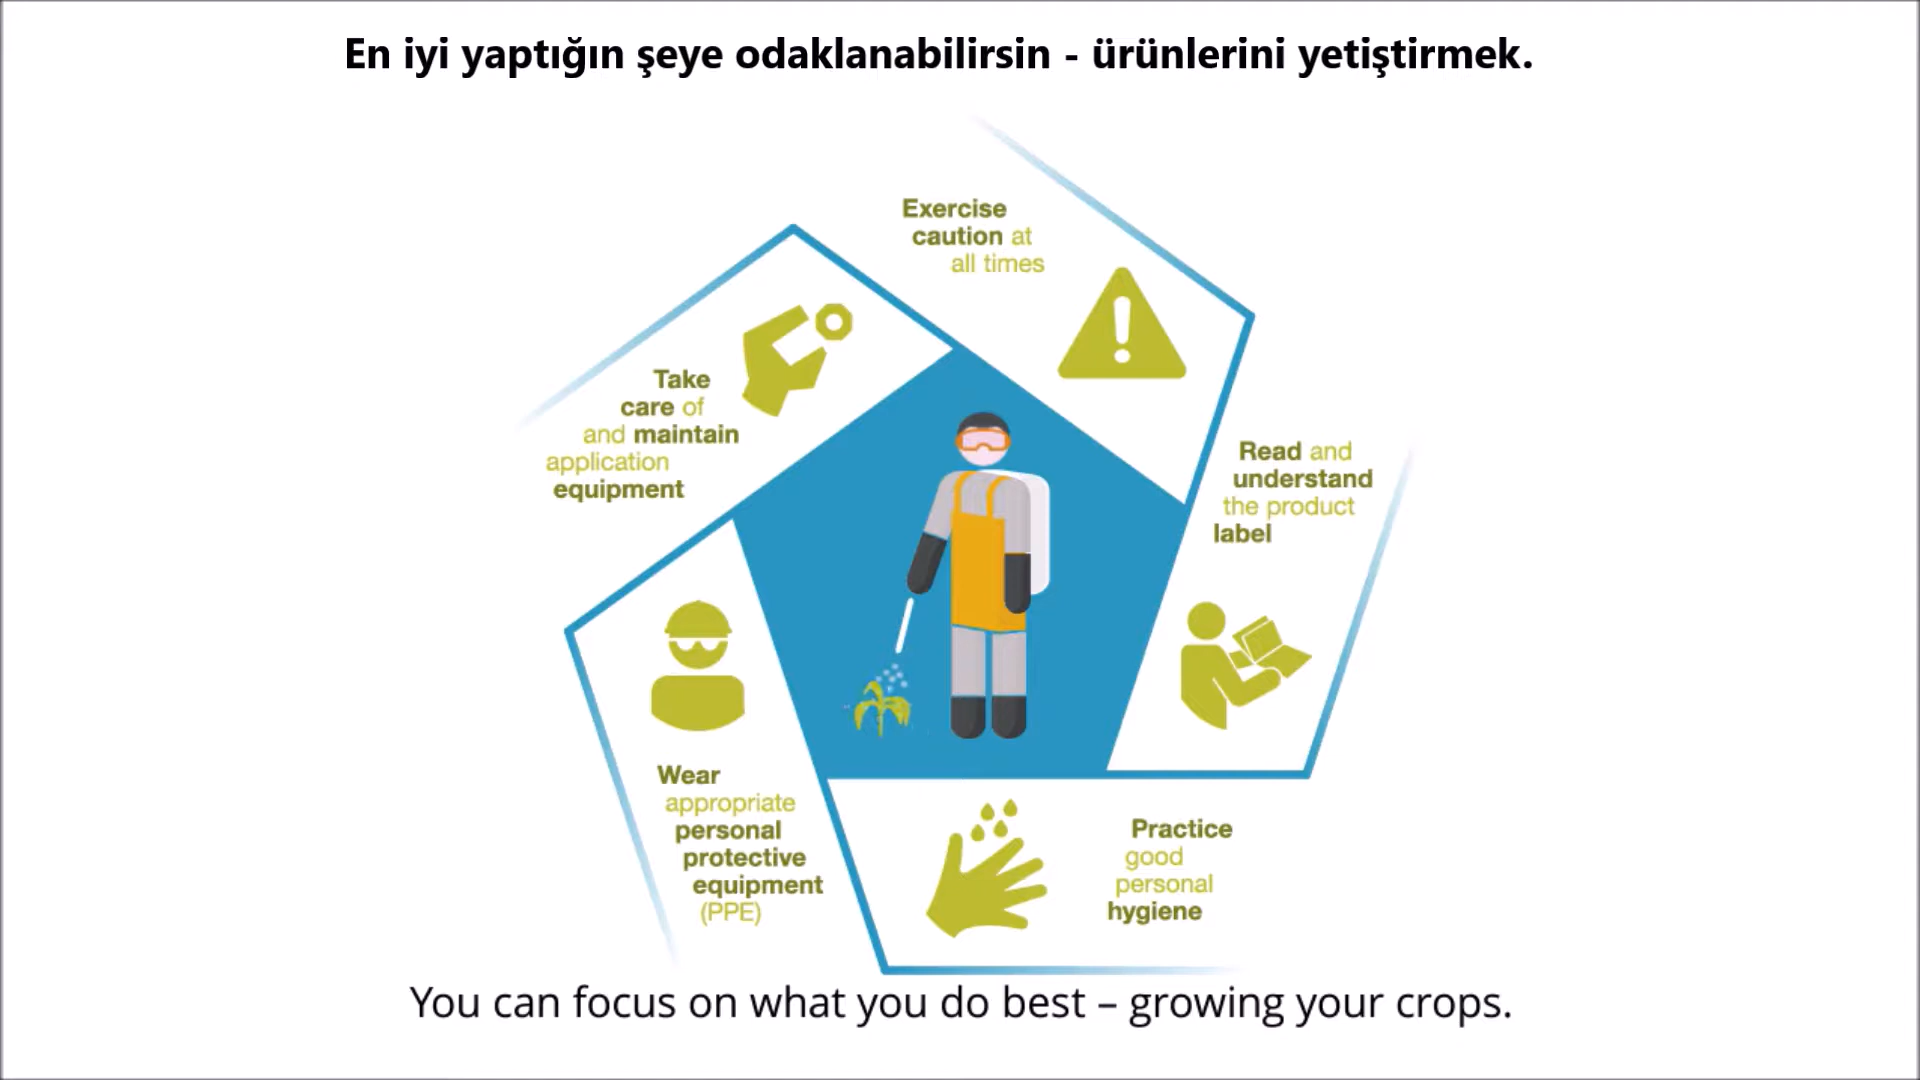 En iyi yaptığın şeye odaklanabilirsin - ürünlerini yetiştirmek.
Exercise
caution at
all times
Take
care of
and maintain
application
equipment
Read and
understand
the product
label
Wear
appropriate
personal
protective
equipment
(PPE)
Practice
good
personal
hygiene
You can focus on what you do best – growing your crops.